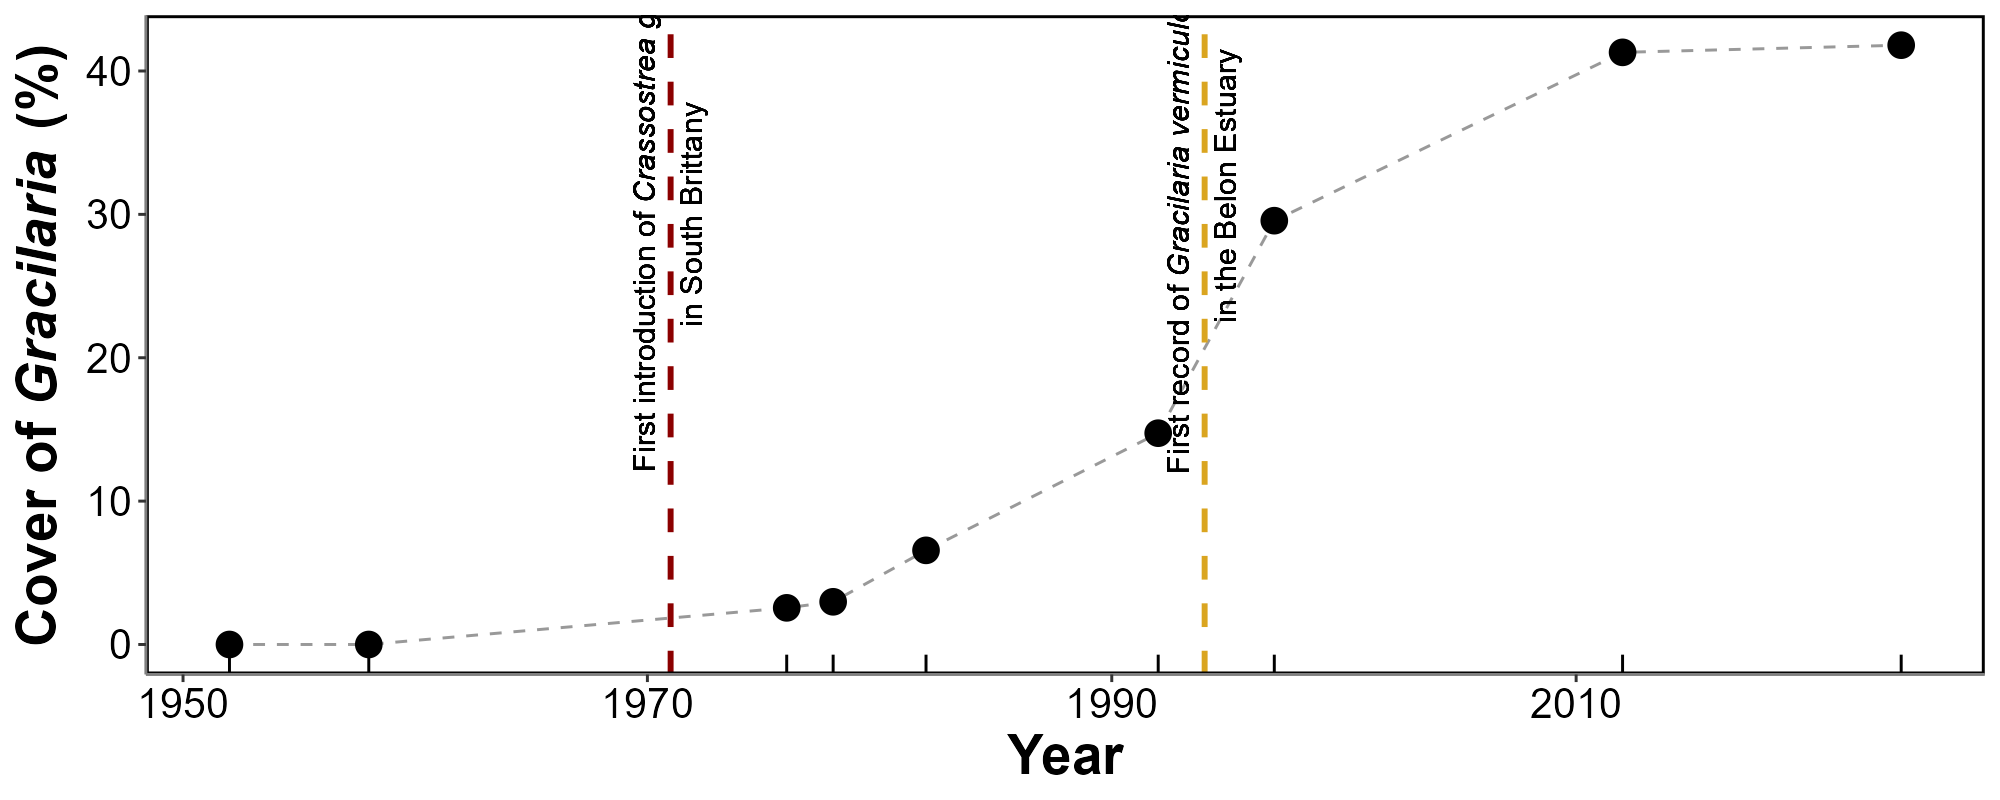 Cover of Gracilaria (%)
40
30
20
10
0
First introduction of Crassostrea g
in South Brittany
First record of Gracilaria vermicul
in the Belon Estuary
1950
1970
1990
2010
Year